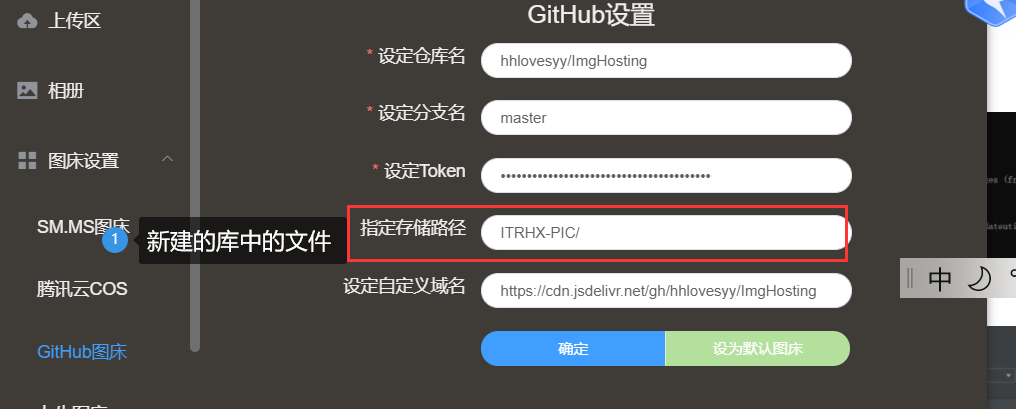 GitHub设置
上传区
相册
图床设置
SM.MS图床
腾讯云COS
GitHub图床
* 设定仓库名
hhlovesyy/ImgHosting
* 设定分支名
master
* 设定Token
••••••••••••••••••••••••••••••••••••••••
指定存储路径
ITRHX-PIC/
设定自定义域名
https://cdn.jsdelivr.net/gh/hhlovesyy/ImgHosting
确定
设为默认图床
1
新建的库中的文件
中